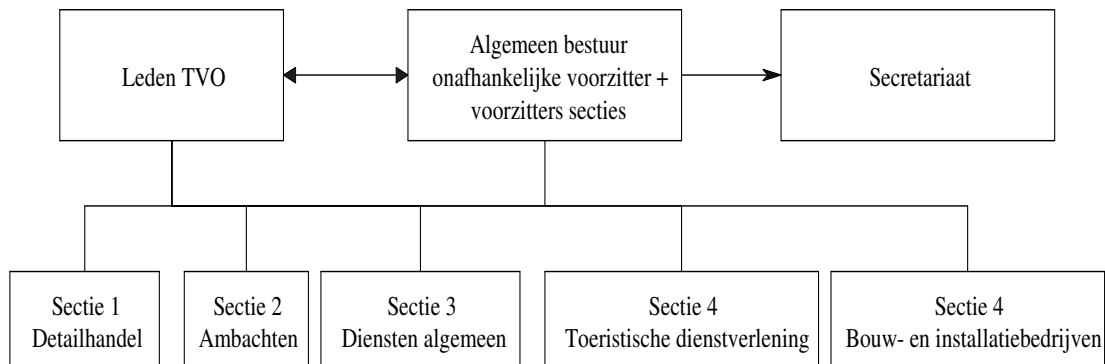 Leden TVO
Algemeen bestuur
onafhankelijke voorzitter +
voorzitters secties
Secretariaat
Sectie 1
Detailhandel
Sectie 2
Ambachten
Sectie 3
Diensten algemeen
Sectie 4
Toeristische dienstverlening
Sectie 4
Bouw- en installatiebedrijven